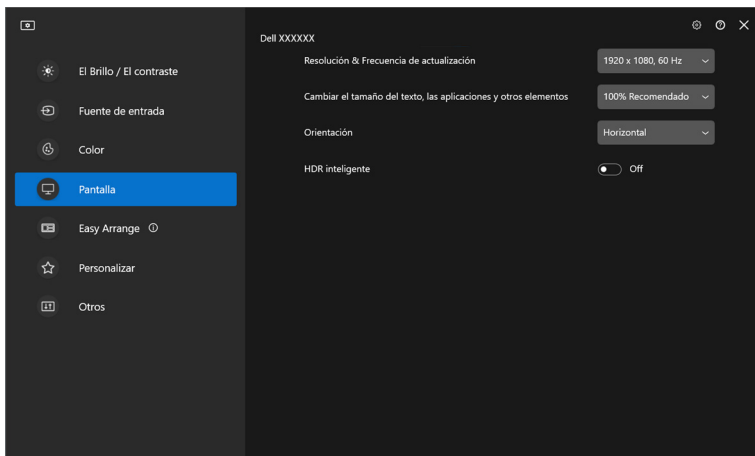 Dell XXXXXX
El Brillo / El contraste
Fuente de entrada
Color
Pantalla
Easy Arrange
Personalizar
Otros
Resolución & Frecuencia de actualización
1920 x 1080, 60 Hz
Cambiar el tamaño del texto, las aplicaciones y otros elementos
100% Recomendado
Orientación
Horizontal
HDR inteligente
Off